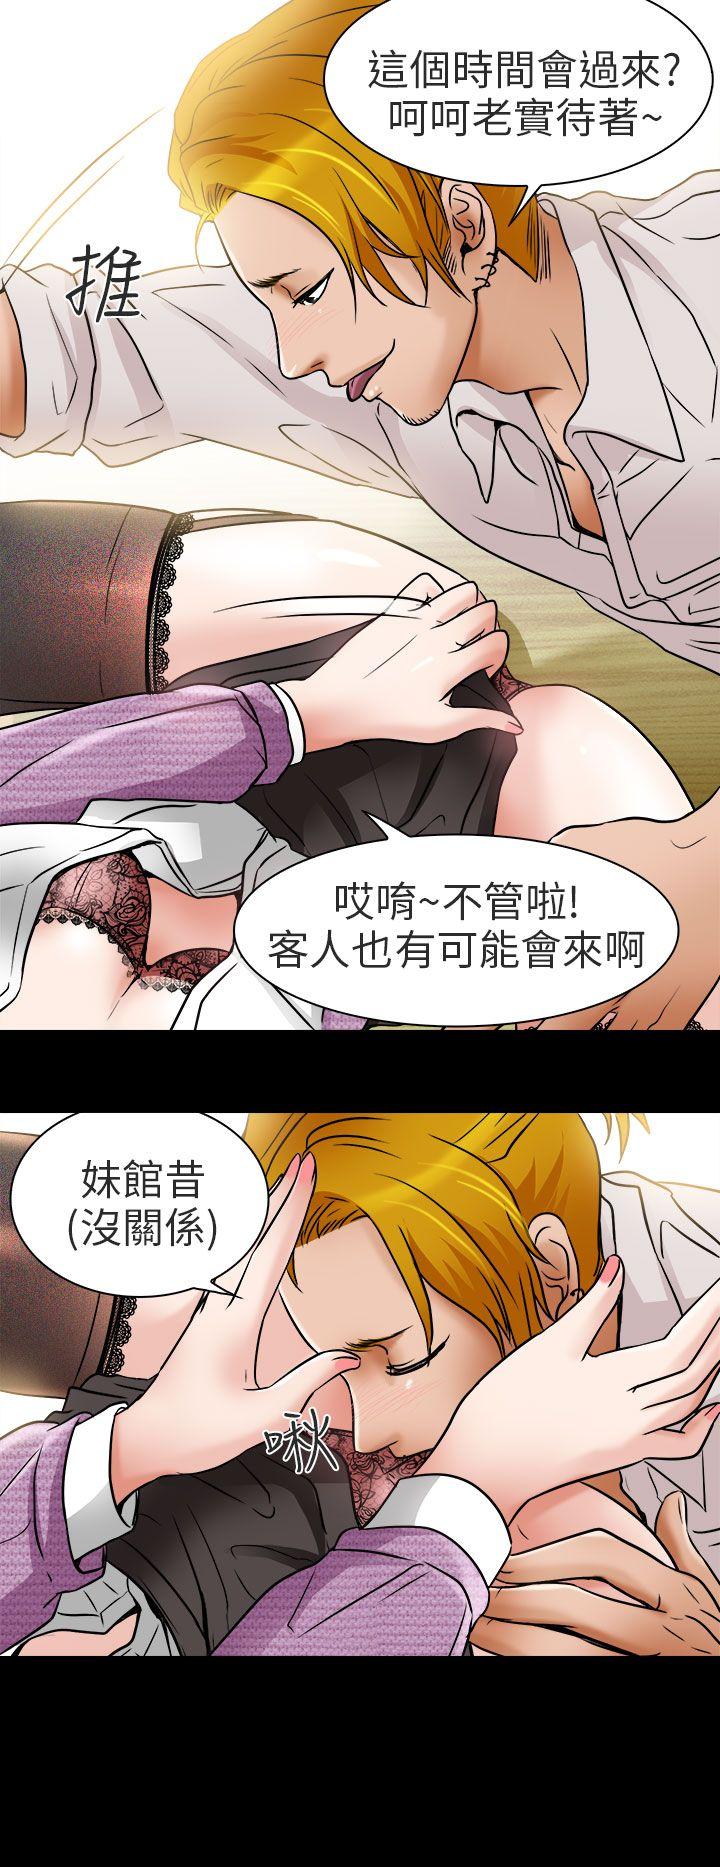 這個時間會過來?
呵呵老實待著~
推
哎唷~不管啦!
客人也有可能會來啊
妹館昔
(沒關係)
啾